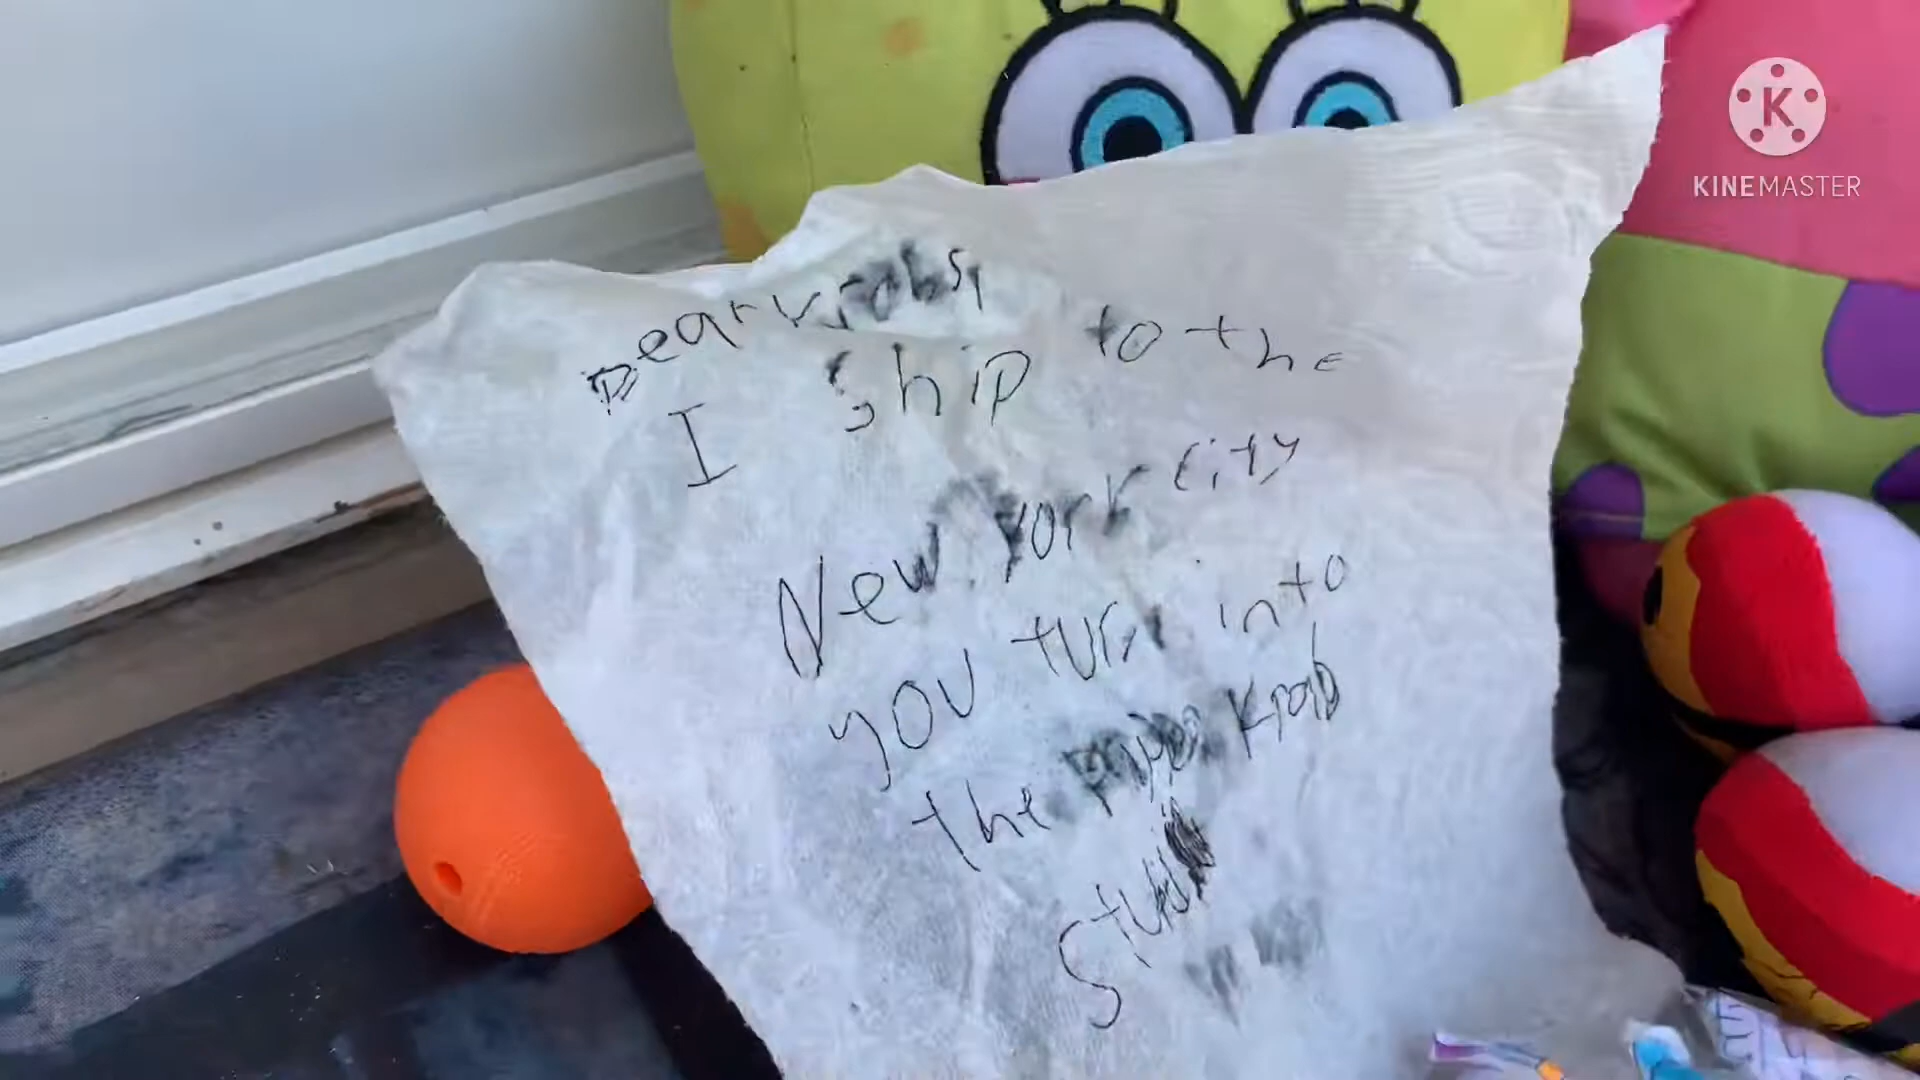 Dear Krabs,
I ship to the
New York City
you turn into
the Krab
KINEMASTER